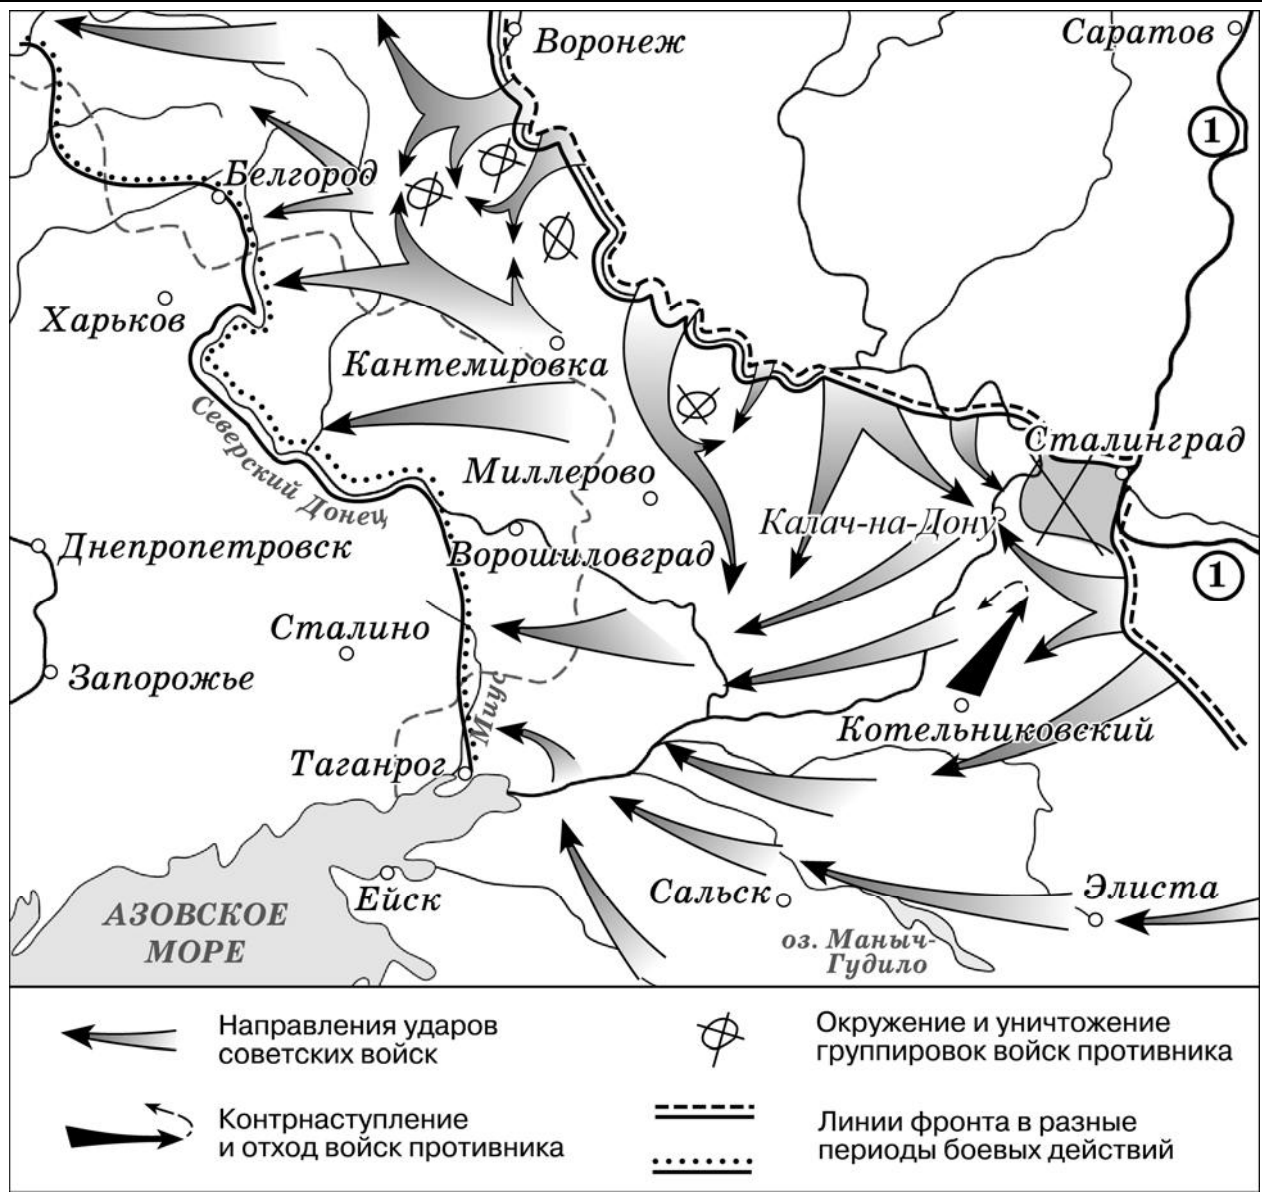 Воронеж
Саратов
1
Белгород
Харьков
Кантемировка
Северский Донец
Сталинград
Миллерово
Калач-на-Дону
Днепропетровск
Ворошиловград
1
Сталино
Запорожье
Миус
Котельниковский
Таганрог
Ейск
Сальск
Элиста
АЗОВСКОЕ
МОРЕ
оз. Маныч-
Гудило
Направления ударов
советских войск
Контрнаступление
и отход войск противника
Окружение и уничтожение
группировок войск противника
Линии фронта в разные
периоды боевых действий